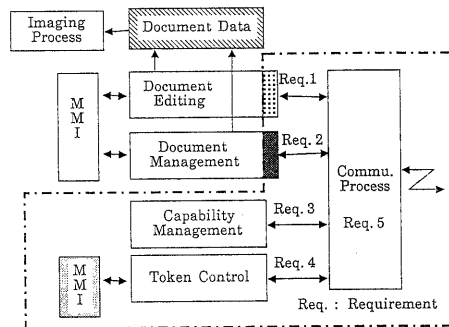 Imaging
Process
Document Data
Document
Editing
Req.1
M
M
I
Document
Management
Req. 2
Commu.
Process
Capability
Management
Req. 3
Req. 5
M
M
I
Token Control
Req. 4
Req. : Requirement